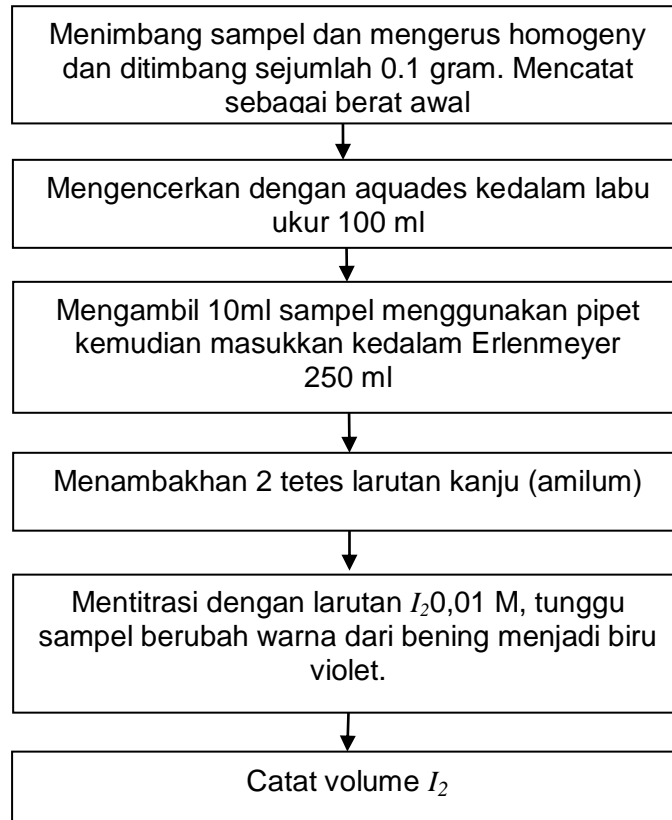 Menimbang sampel dan mengerus homogeny
dan ditimbang sejumlah 0.1 gram. Mencatat
sebagai berat awal
Mengencerkan dengan aquades kedalam labu
ukur 100 ml
Mengambil 10ml sampel menggunakan pipet
kemudian masukkan kedalam Erlenmeyer
250 ml
Menambakhan 2 tetes larutan kanju (amilum)
Mentitrasi dengan larutan I₂0,01 M, tunggu
sampel berubah warna dari bening menjadi biru
violet.
Catat volume I₂